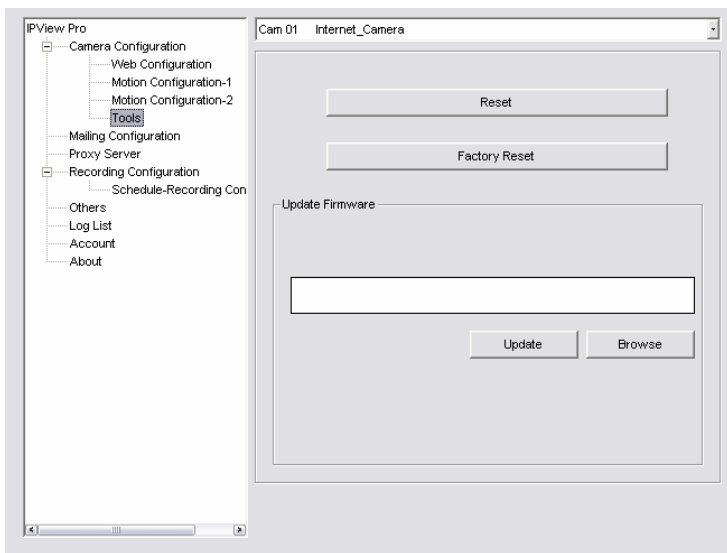 IPView Pro
Camera Configuration
Web Configuration
Motion Configuration-1
Motion Configuration-2
Tools
Mailing Configuration
Proxy Server
Recording Configuration
Schedule-Recording Con
Others
Log List
Account
About
Cam 01 Internet_Camera
Reset
Factory Reset
Update Firmware
Update Browse